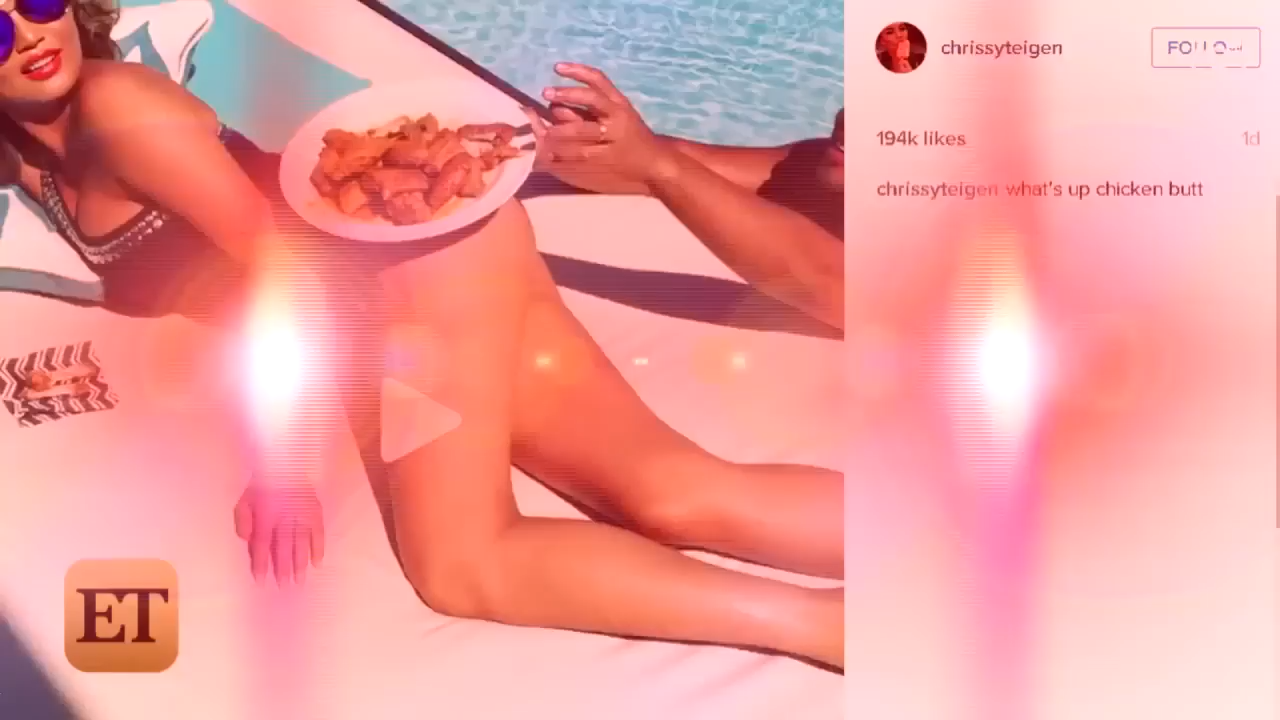 chrissyteigen
194k likes
1d
chrissyteigen what's up chicken butt
ET